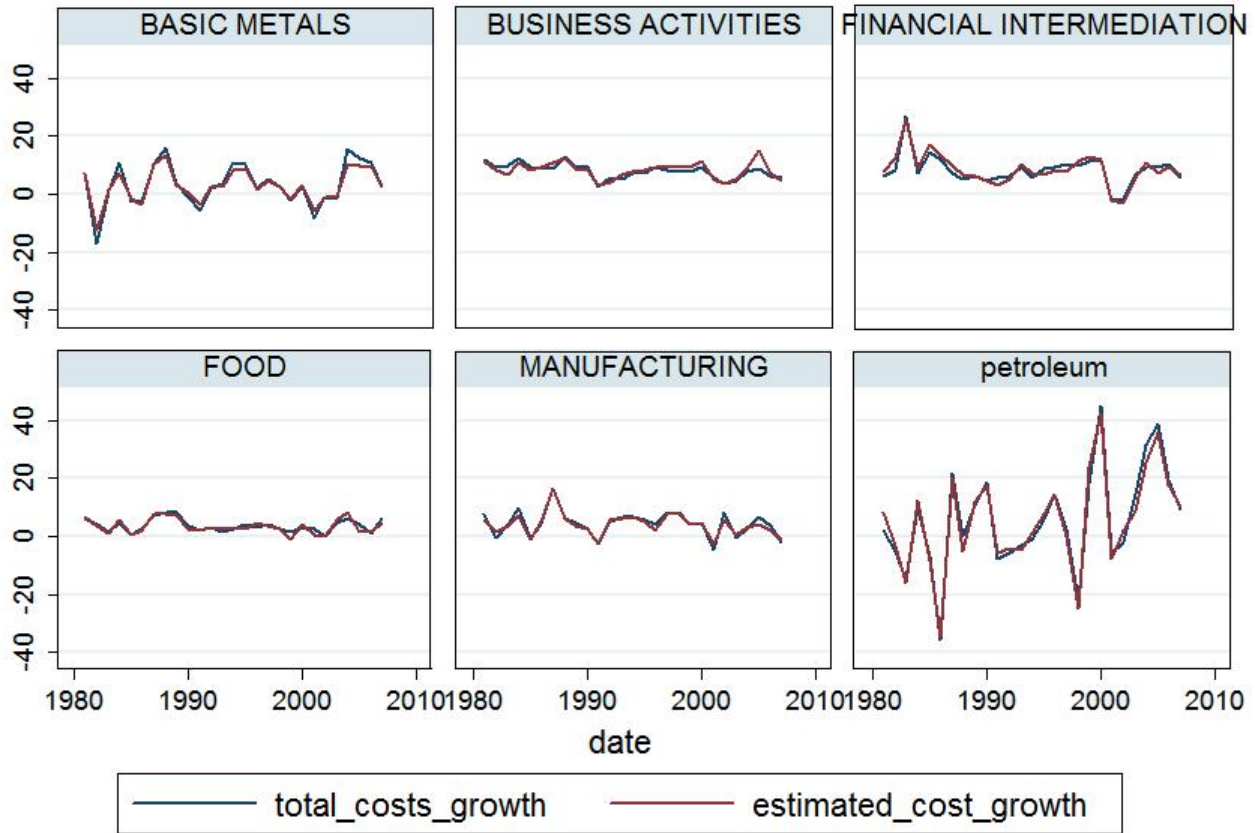 BASIC METALS
BUSINESS ACTIVITIES
FINANCIAL INTERMEDIATION
40
20
0
-20
-40
FOOD
MANUFACTURING
petroleum
40
20
0
-20
-40
1980 1990 2000 2010
1980 1990 2000 2010
1980 1990 2000 2010
date
total_costs_growth
estimated_cost_growth